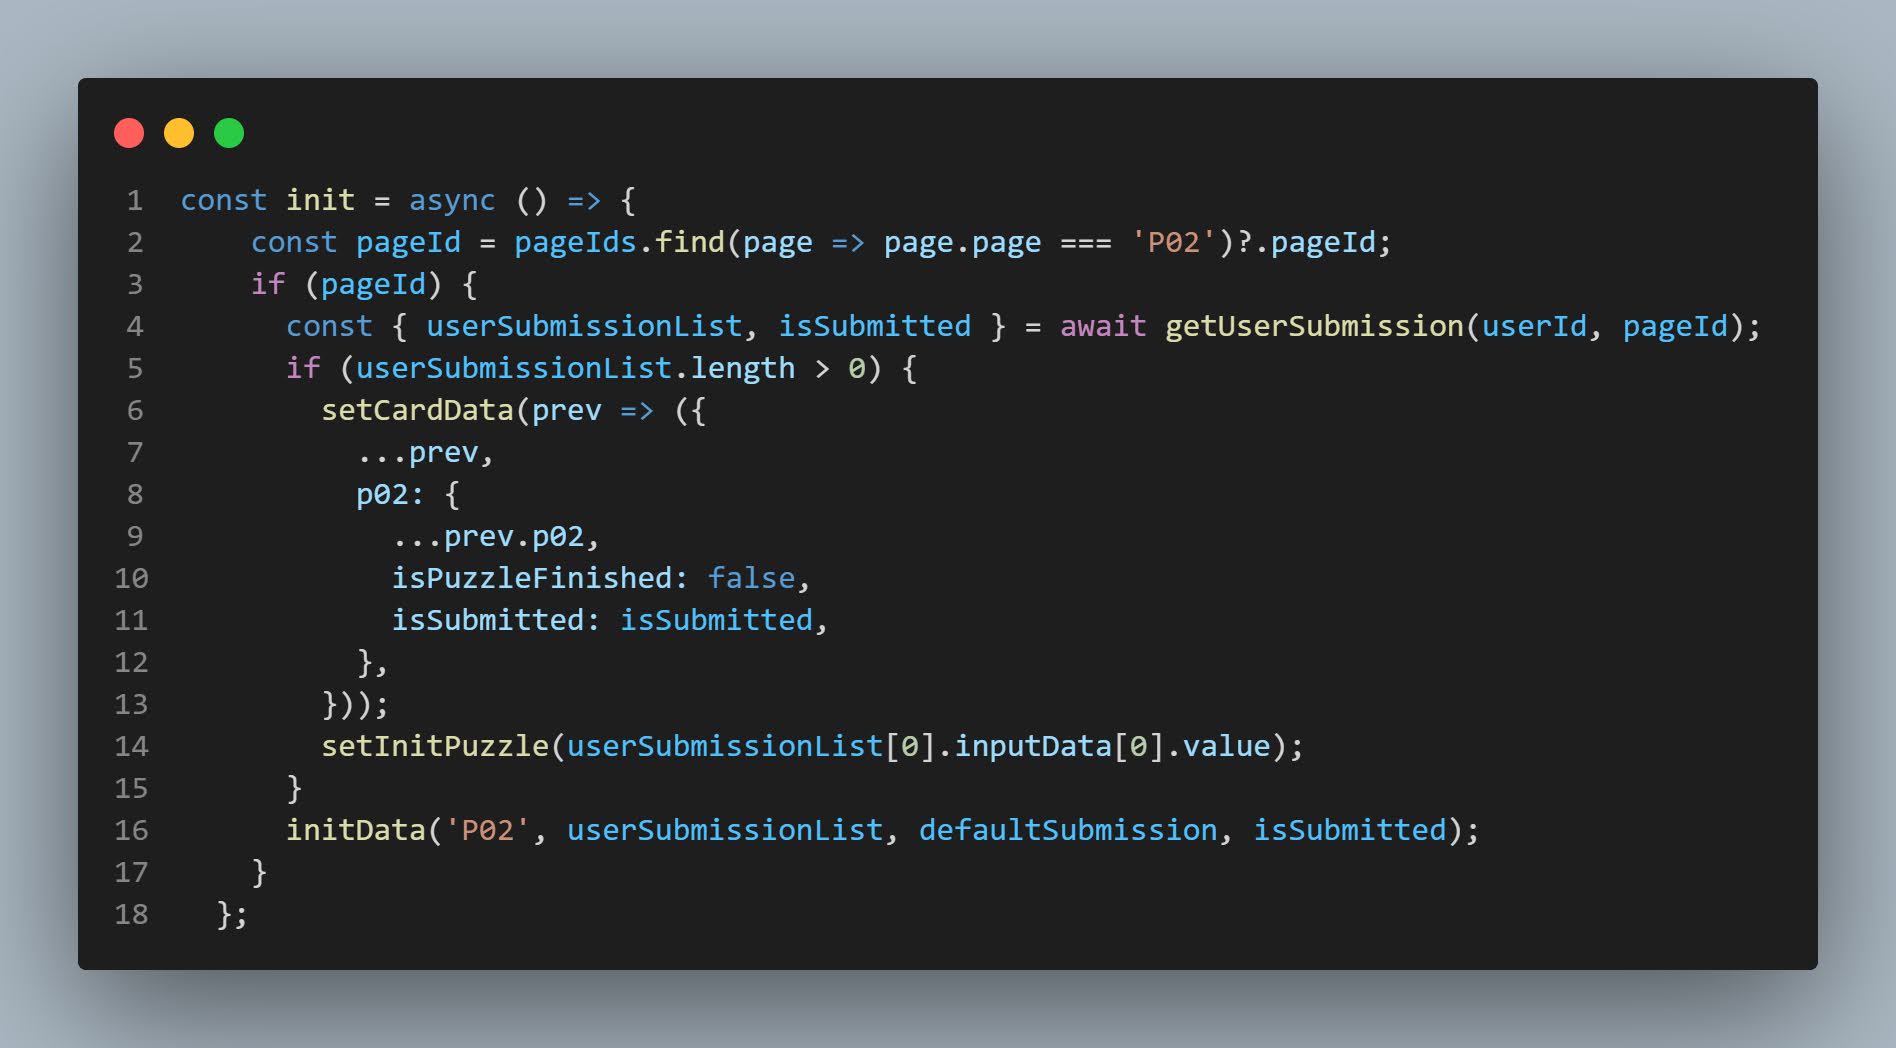 1 const init = async () => {
2     const pageId = pageIds.find(page => page.page === 'P02')?.pageId;
3     if (pageId) {
4       const { userSubmissionList, isSubmitted } = await getUserSubmission(userId, pageId);
5       if (userSubmissionList.length > 0) {
6         setCardData(prev => ({
7           ...prev,
8           p02: {
9             ...prev.p02,
10             isPuzzleFinished: false,
11             isSubmitted: isSubmitted,
12           },
13         }));
14         setInitPuzzle(userSubmissionList[0].inputData[0].value);
15       }
16       initData('P02', userSubmissionList, defaultSubmission, isSubmitted);
17     }
18   };